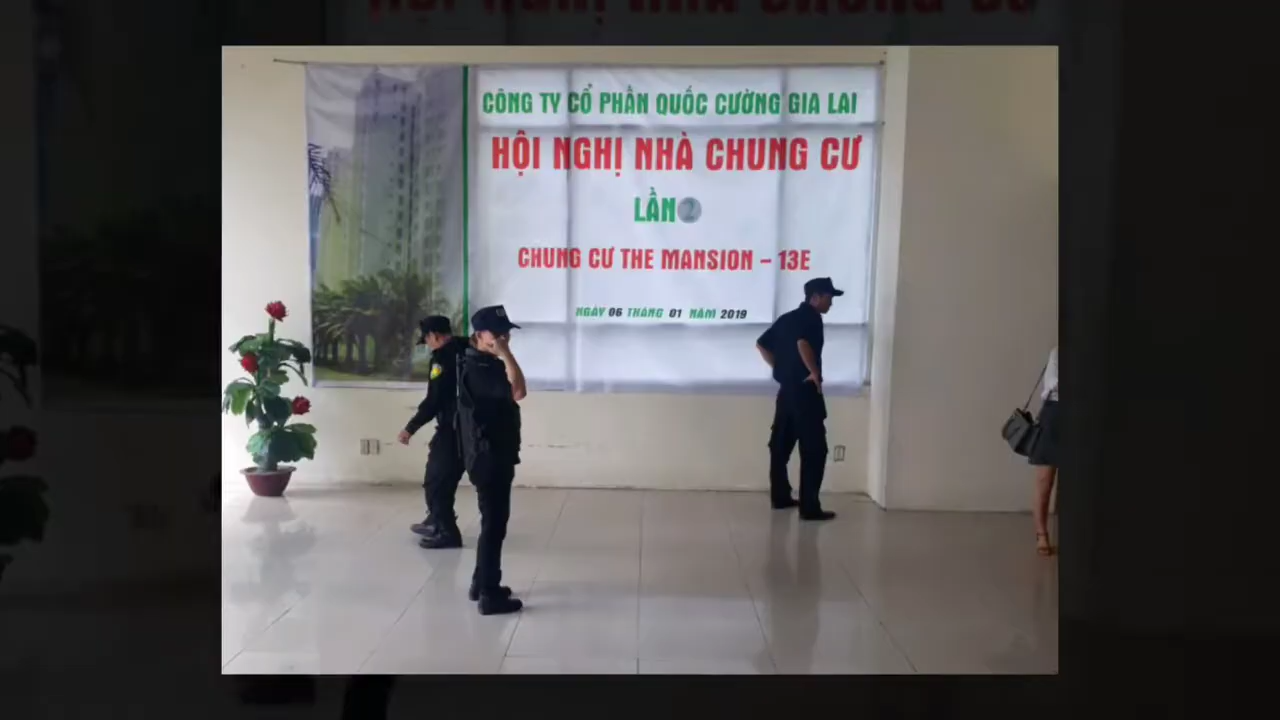 CÔNG TY CỔ PHẦN QUỐC CƯỜNG GIA LAI
HỘI NGHỊ NHÀ CHUNG CƯ
LẦN 2
CHUNG CƯ THE MANSION – 13E
NGÀY 06 THÁNG 01 NĂM 2019